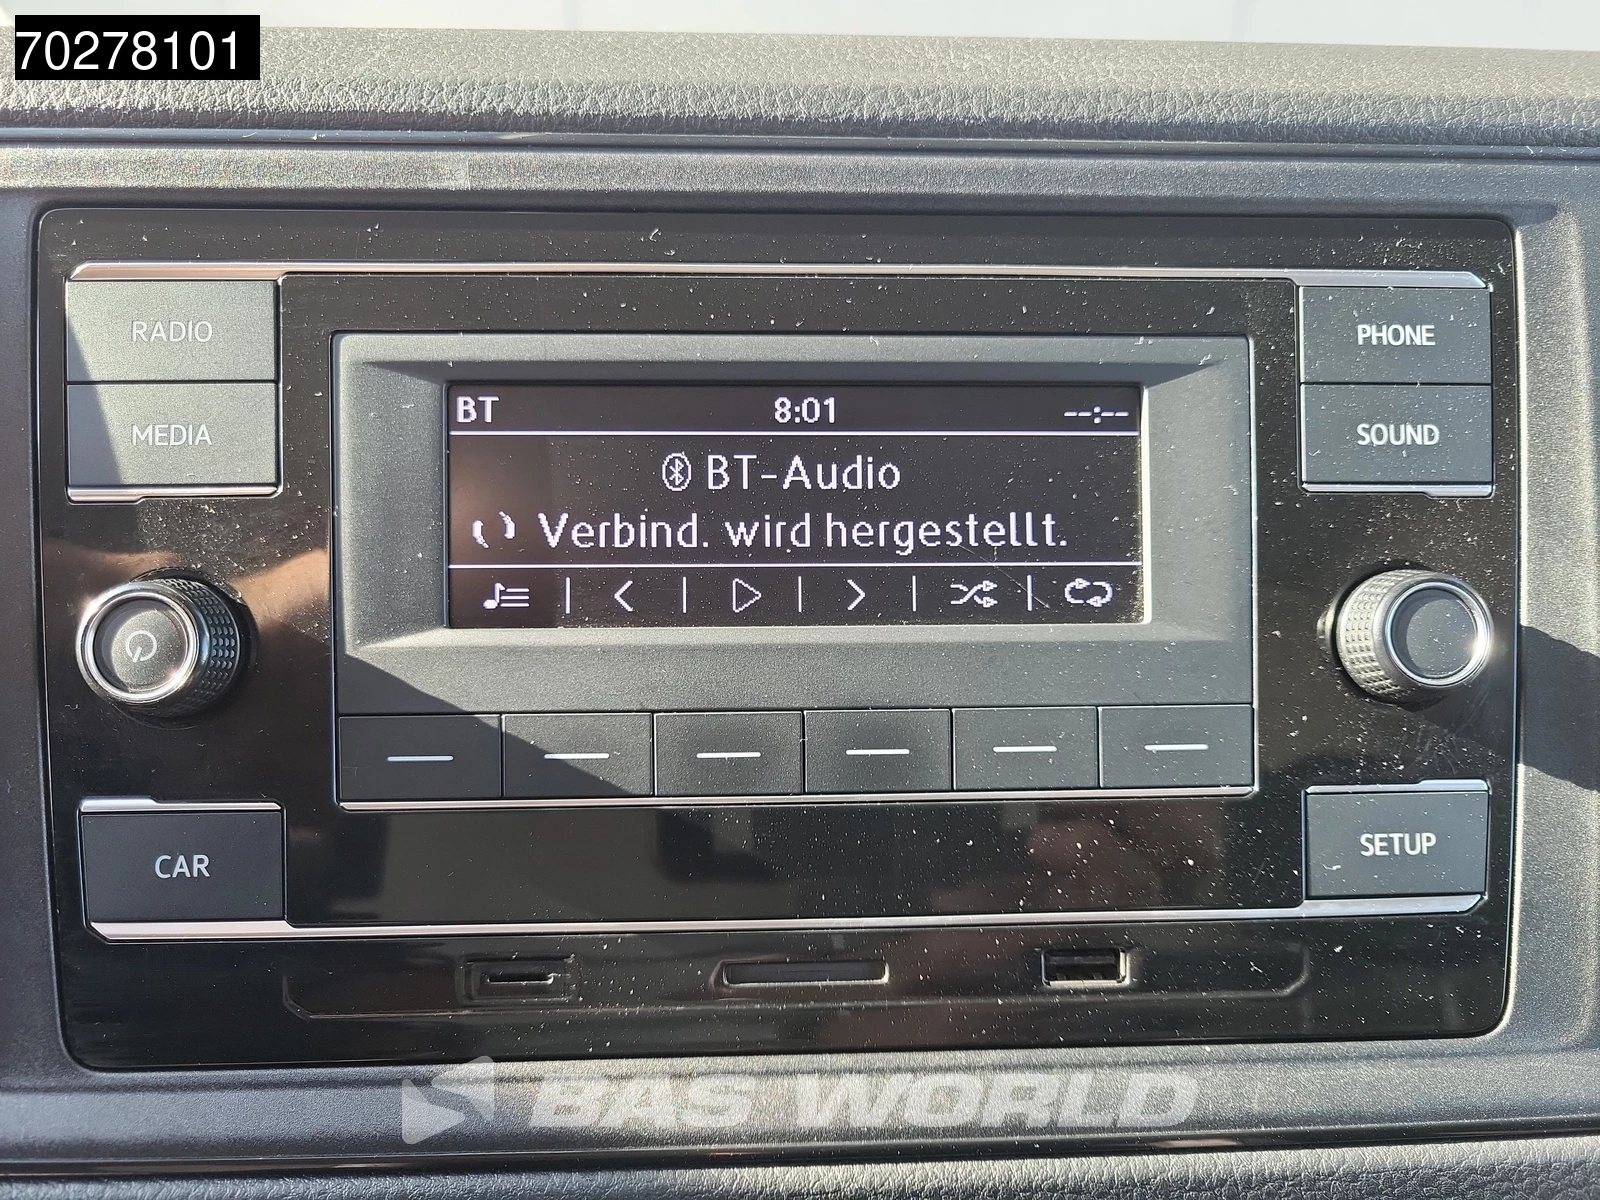 70278101
RADIO
MEDIA
PHONE
SOUND
BT 8:01 --:--
BT-Audio
Verbind. wird hergestellt.
CAR
SETUP
BAS WORLD